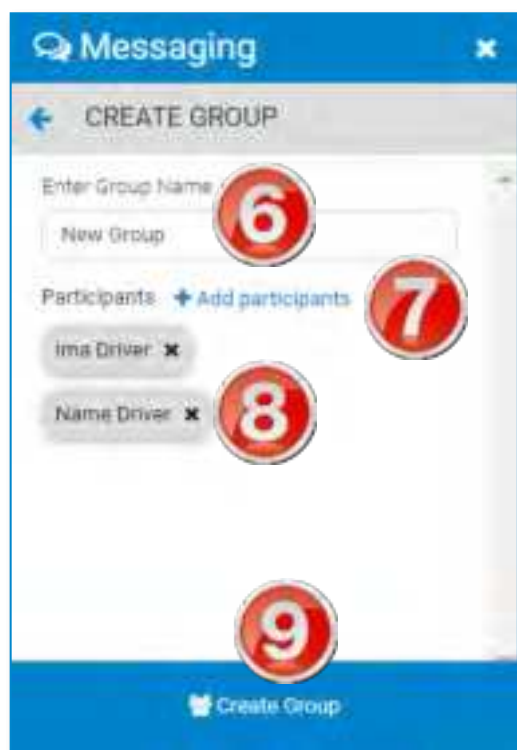 Messaging
CREATE GROUP
Enter Group Name
6
New Group
7
Participants Add participants
Ima Driver
8
Name Driver
9
Create Group